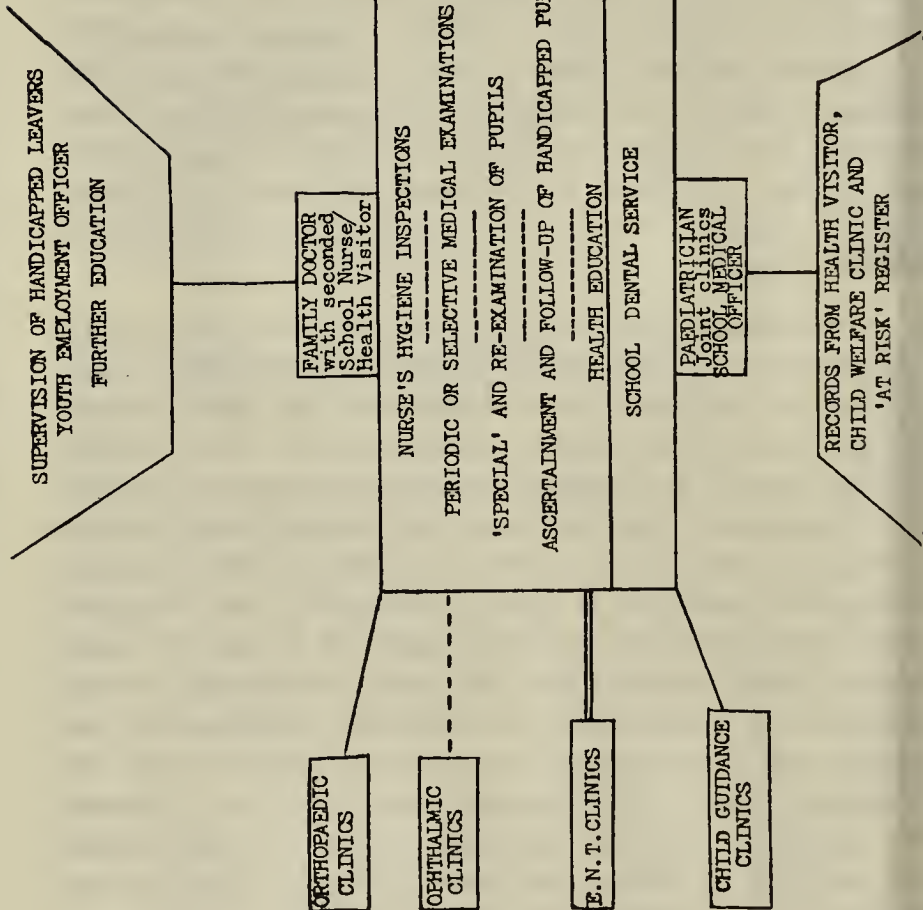 SUPERVISION OF HANDICAPPED LEAVERS
YOUTH EMPLOYMENT OFFICER
FURTHER EDUCATION
FAMILY DOCTOR
with seconded
School Nurse/
Health Visitor
NURSE'S HYGIENE INSPECTIONS
PERIODIC OR SELECTIVE MEDICAL EXAMINATIONS
'SPECIAL' AND RE-EXAMINATION OF PUPILS
ASCERTAINMENT AND FOLLOW-UP OF HANDICAPPED
HEALTH EDUCATION
SCHOOL DENTAL SERVICE
ORTHOPAEDIC
CLINICS
OPHTHALMIC
CLINICS
E.N.T.CLINICS
CHILD GUIDANCE
CLINICS
PAEDIATRICIAN
Joint clinics
SCHOOL MEDICAL
OFFICER
RECORDS FROM HEALTH VISITOR,
CHILD WELFARE CLINIC AND
'AT RISK' REGISTER